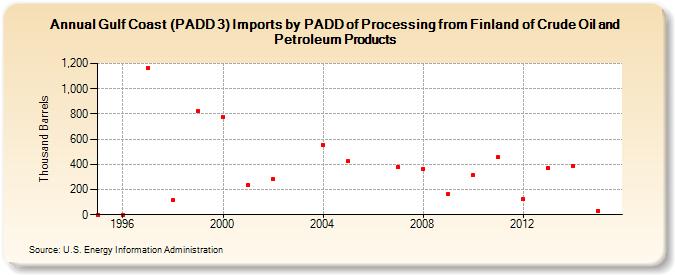 Annual Gulf Coast (PADD 3) Imports by PADD of Processing from Finland of Crude Oil and
Petroleum Products
Thousand Barrels
1,200
1,000
800
600
400
200
0
1996 2000 2004 2008 2012
Source: U.S. Energy Information Administration